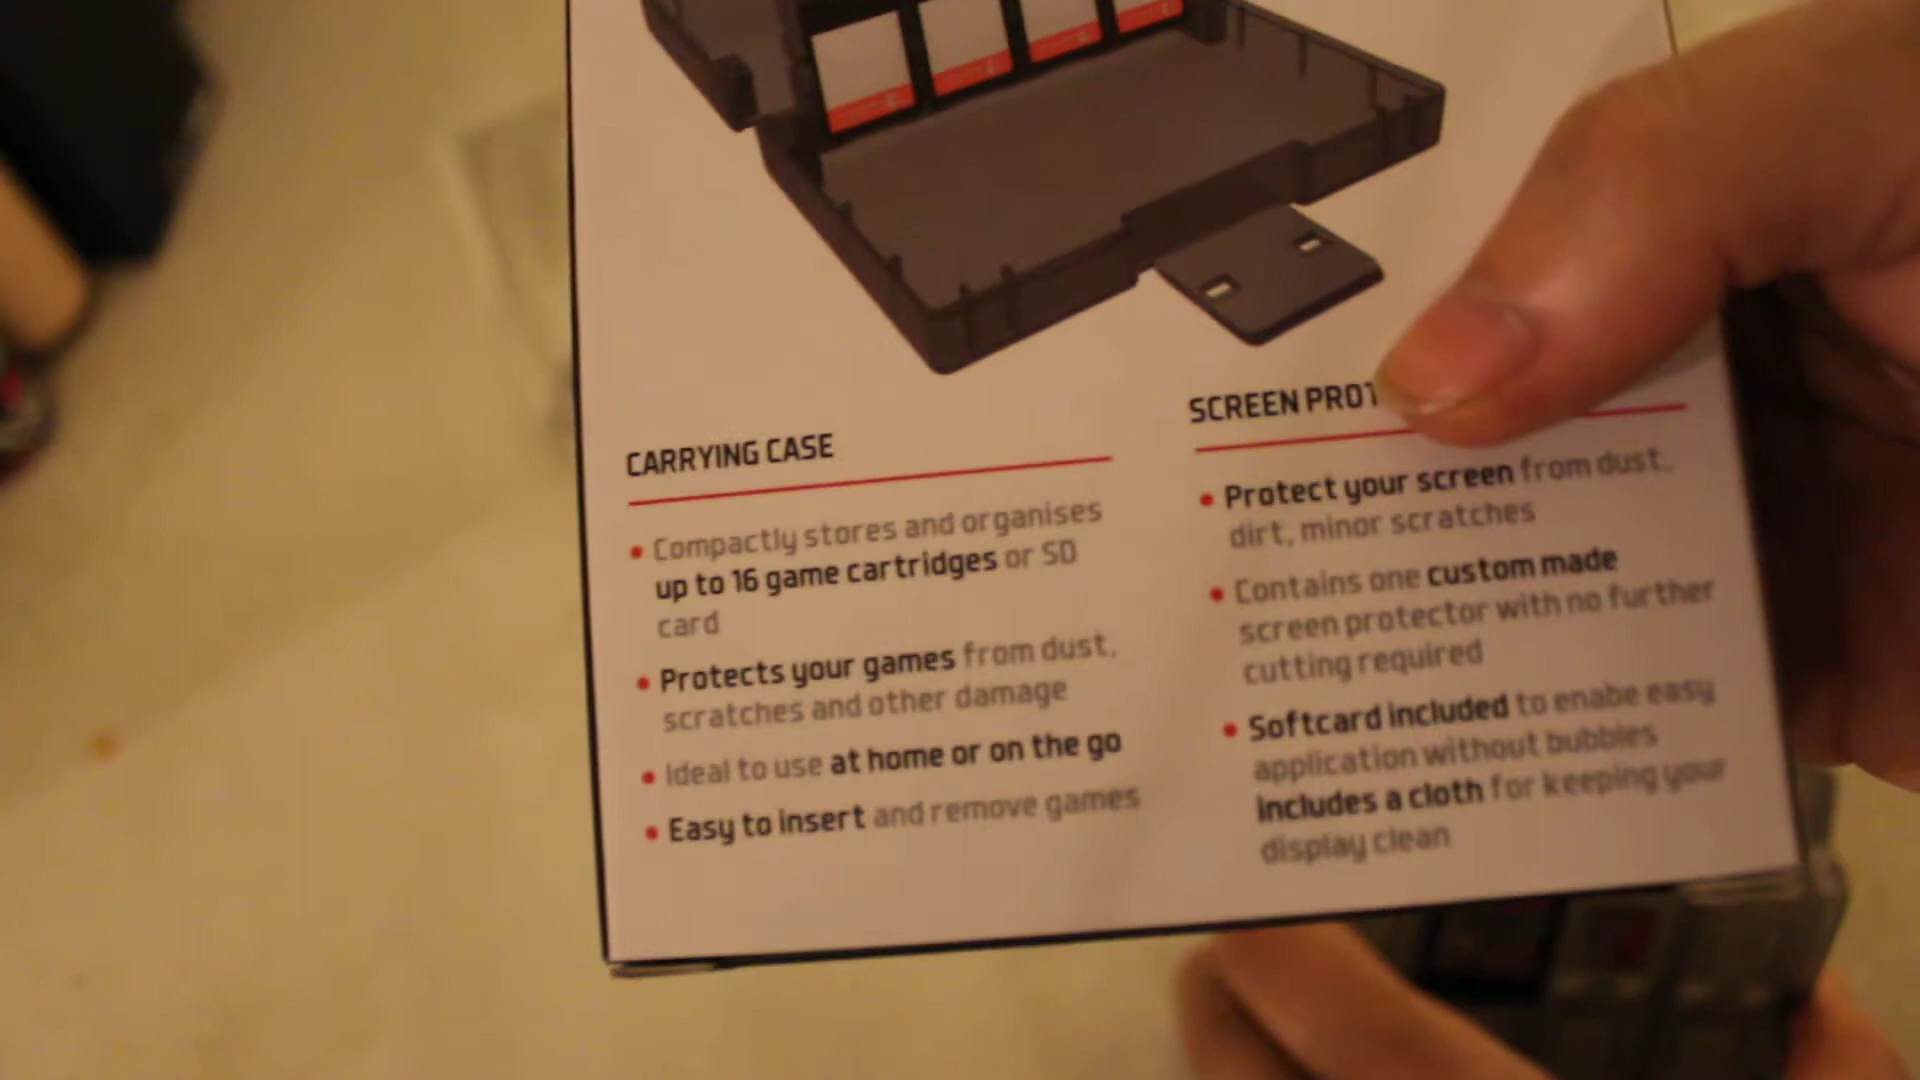 CARRYING CASE
Compactly stores and organises
up to 16 game cartridges or SD
card
Protects your games from dust,
scratches and other damage
Ideal to use at home or on the go
Easy to insert and remove games
SCREEN PROT
Protect your screen from dust,
dirt, minor scratches
Contains one custom made
screen protector with no further
cutting required
Softcard included to enabe easy
application without bubbles
includes a cloth for keeping your
display clean